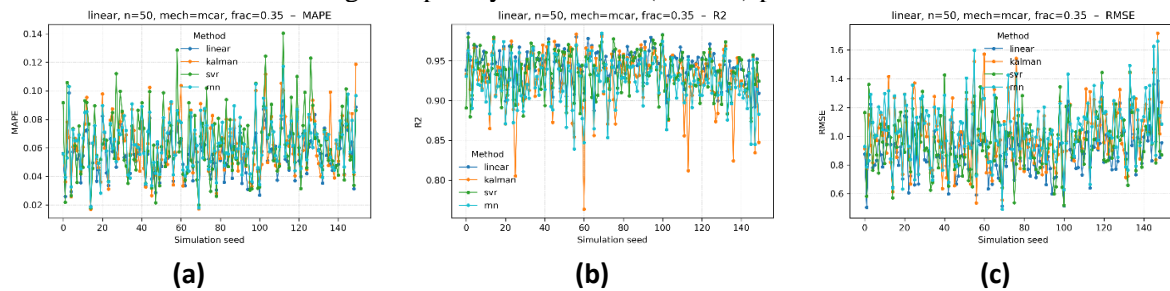 linear, n=50, mech=mcar, frac=0.35 – MAPE
linear, n=50, mech=mcar, frac=0.35 – R2
linear, n=50, mech=mcar, frac=0.35 – RMSE
0.14
0.12
0.10
0.08
0.06
0.04
0.02
MAPE
Method
linear
kalman
svr
rnn
0 20 40 60 80 100 120 140
Simulation seed
(a)
0.95
0.90
0.85
0.80
R2
Method
linear
kalman
svr
rnn
0 20 40 60 80 100 120 140
Simulation seed
(b)
1.6
1.4
1.2
1.0
0.8
0.6
RMSE
Method
linear
kalman
svr
rnn
0 20 40 60 80 100 120 140
Simulation seed
(c)